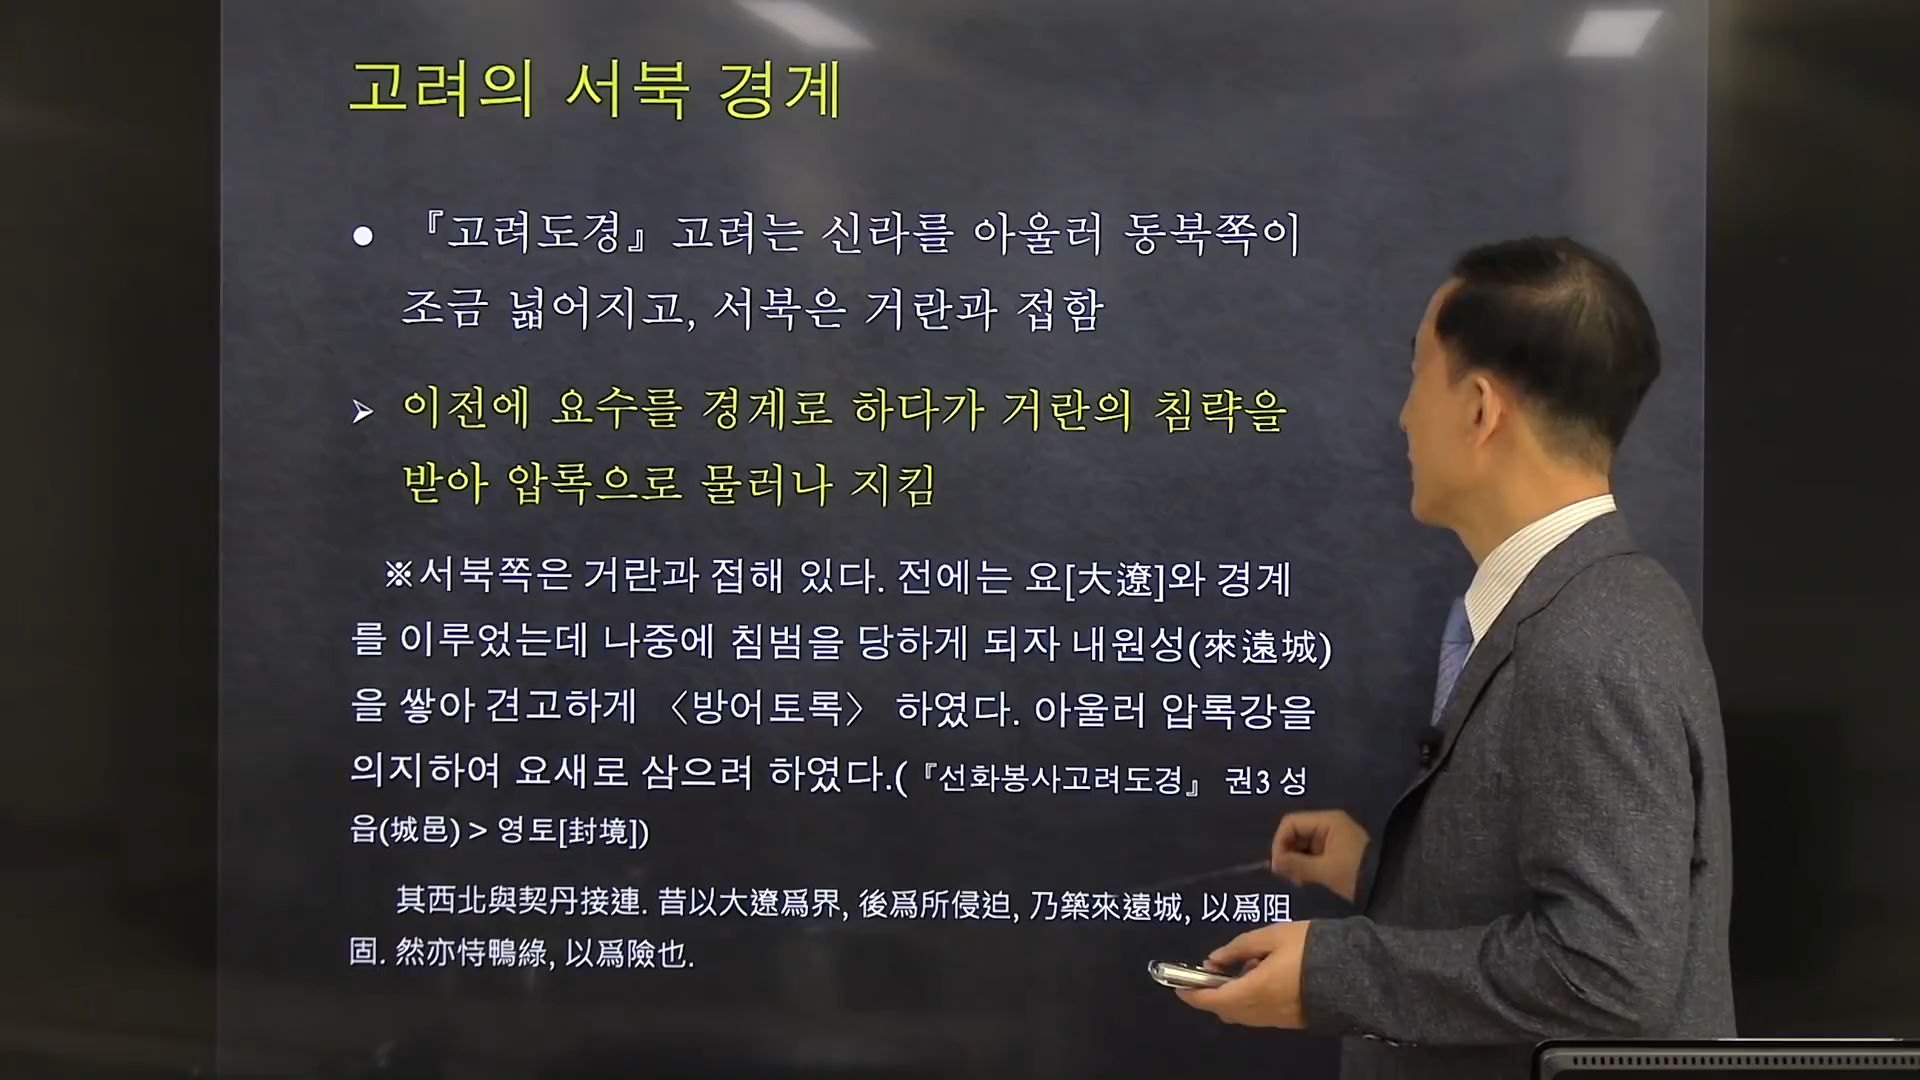 고려의 서북 경계
● 『고려도경』 고려는 신라를 아울러 동북쪽이
조금 넓어지고, 서북은 거란과 접함
➢ 이전에 요수를 경계로 하다가 거란의 침략을
받아 압록으로 물러나 지킴
※서북쪽은 거란과 접해 있다. 전에는 요[大遼]와 경계
를 이루었는데 나중에 침범을 당하게 되자 내원성(來遠城)
을 쌓아 견고하게 〈방어토록〉 하였다. 아울러 압록강을
의지하여 요새로 삼으려 하였다.(『선화봉사고려도경』 권3 성
읍(城邑) > 영토[封境])
其西北與契丹接連. 昔以大遼爲界, 後爲所侵迫, 乃築來遠城, 以爲阻
固. 然亦恃鴨綠, 以爲險也.